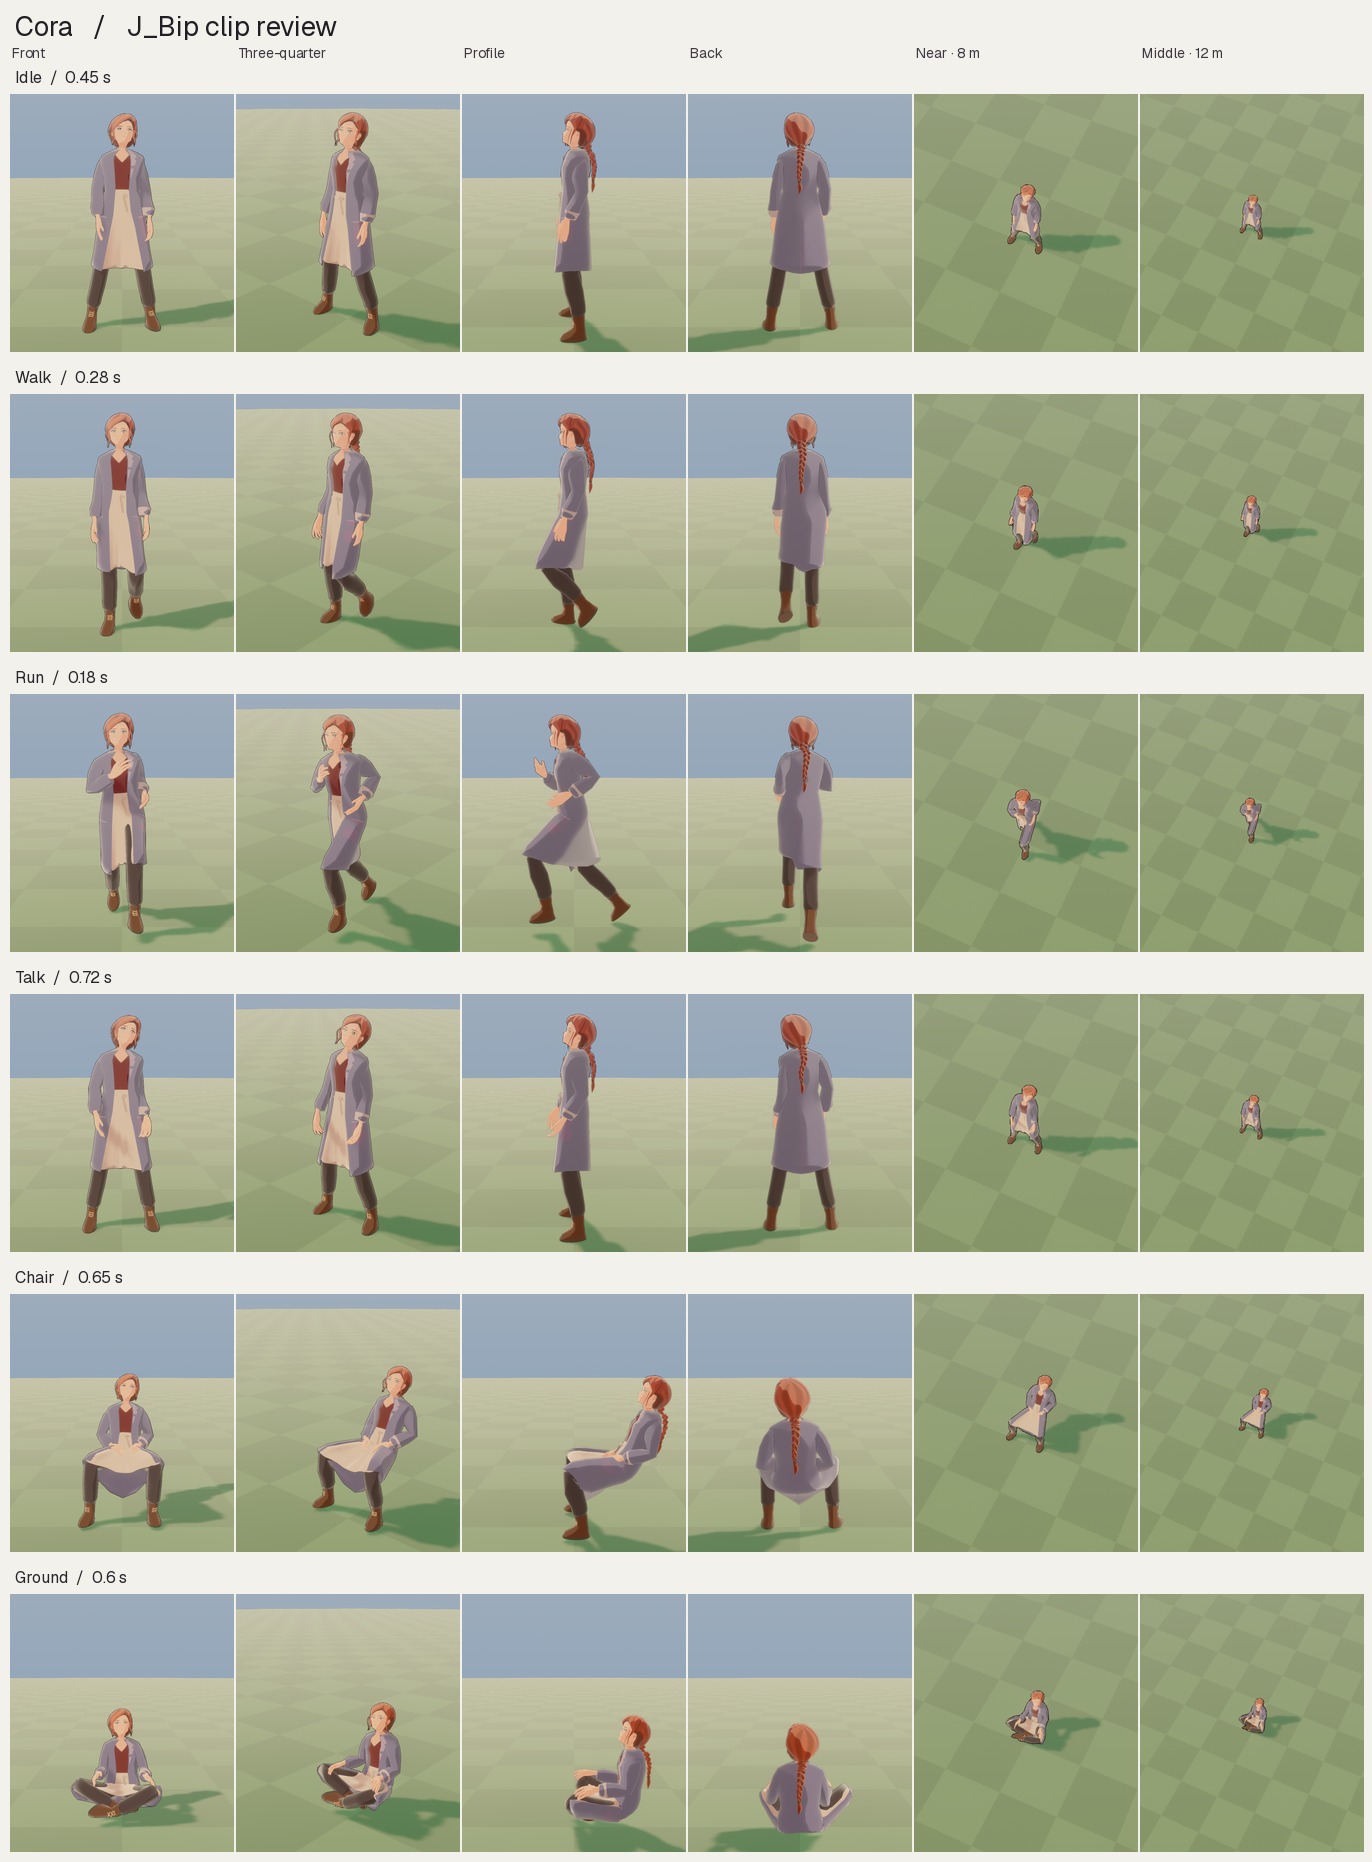 Cora / J_Bip clip review
Front Three-quarter Profile Back Near · 8 m Middle · 12 m
Idle / 0.45 s
Walk / 0.28 s
Run / 0.18 s
Talk / 0.72 s
Chair / 0.65 s
Ground / 0.6 s